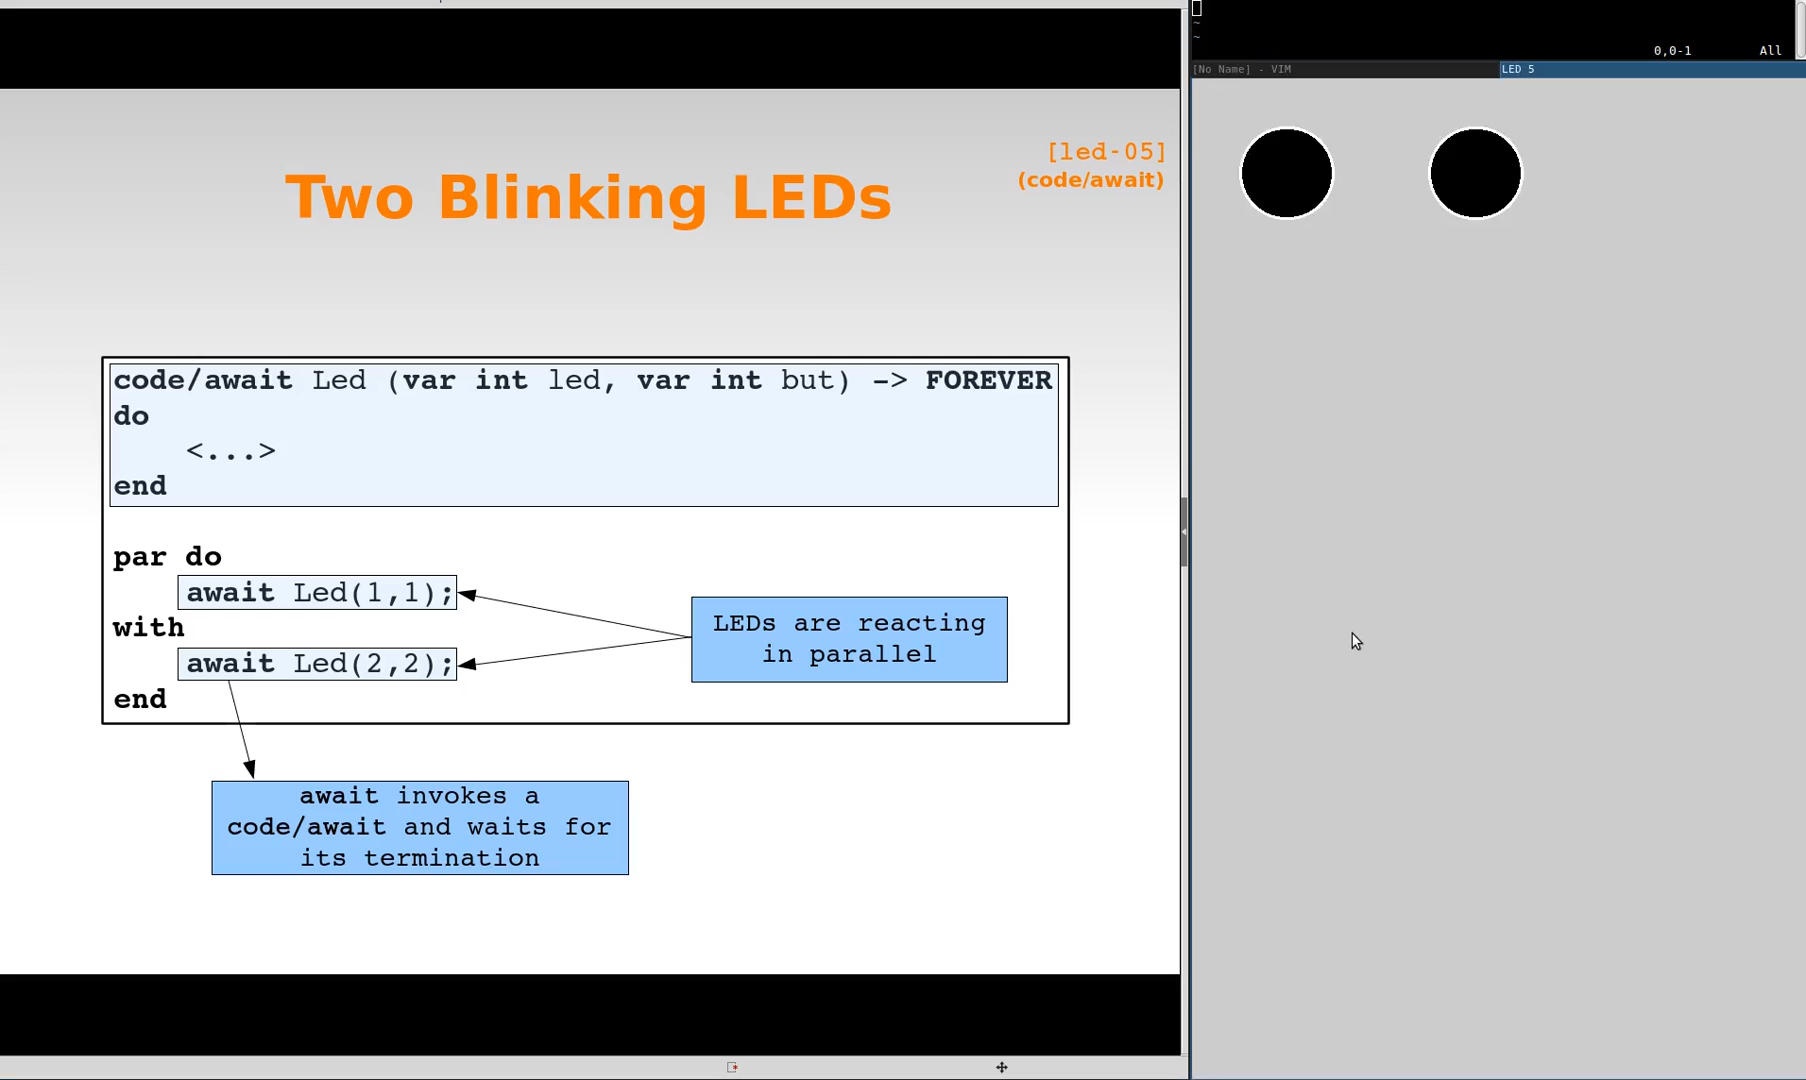 [led-05]
(code/await)
Two Blinking LEDs
code/await Led (var int led, var int but) -> FOREVER
do
<...>
end
par do
await Led(1,1);
with
await Led(2,2);
end
LEDs are reacting
in parallel
await invokes a
code/await and waits for
its termination
~
~
0,0-1 All
[No Name] - VIM
LED 5